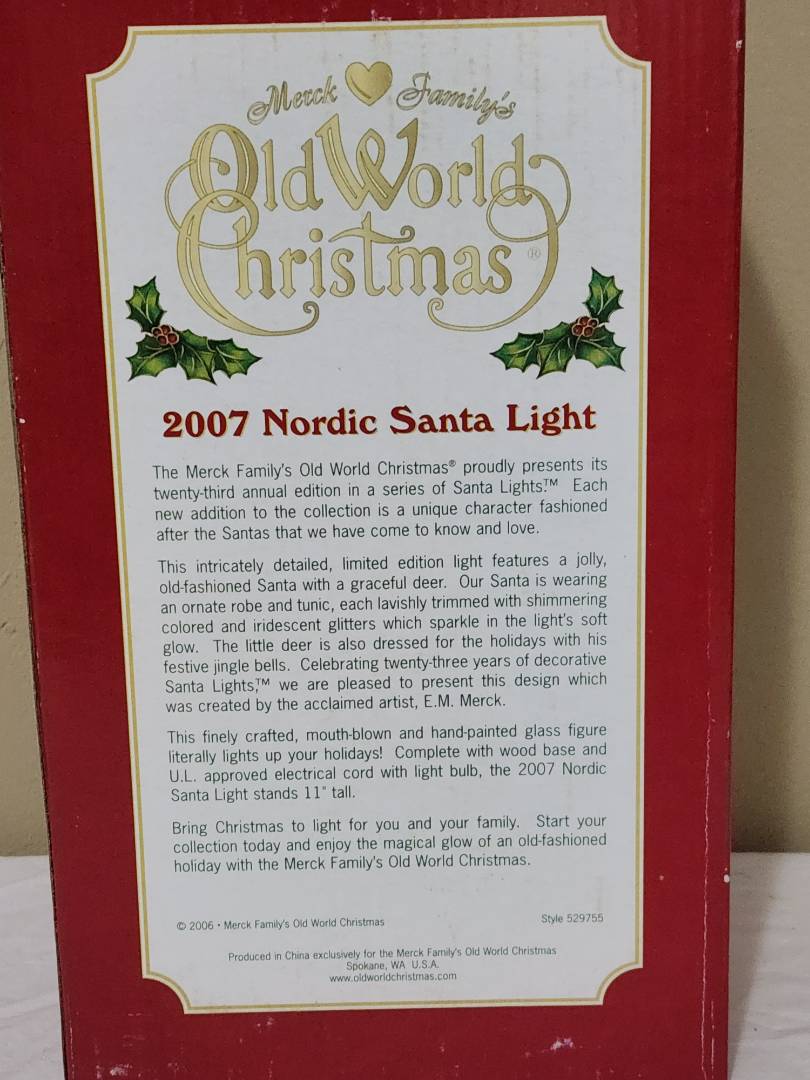 Merck Family's
Old World
Christmas®
2007 Nordic Santa Light
The Merck Family's Old World Christmas® proudly presents its
twenty-third annual edition in a series of Santa Lights.™ Each
new addition to the collection is a unique character fashioned
after the Santas that we have come to know and love.
This intricately detailed, limited edition light features a jolly,
old-fashioned Santa with a graceful deer. Our Santa is wearing
an ornate robe and tunic, each lavishly trimmed with shimmering
colored and iridescent glitters which sparkle in the light's soft
glow. The little deer is also dressed for the holidays with his
festive jingle bells. Celebrating twenty-three years of decorative
Santa Lights,™ we are pleased to present this design which
was created by the acclaimed artist, E.M. Merck.
This finely crafted, mouth-blown and hand-painted glass figure
literally lights up your holidays! Complete with wood base and
U.L. approved electrical cord with light bulb, the 2007 Nordic
Santa Light stands 11" tall.
Bring Christmas to light for you and your family. Start your
collection today and enjoy the magical glow of an old-fashioned
holiday with the Merck Family's Old World Christmas.
© 2006 • Merck Family's Old World Christmas Style 529755
Produced in China exclusively for the Merck Family's Old World Christmas
Spokane, WA U.S.A.
www.oldworldchristmas.com